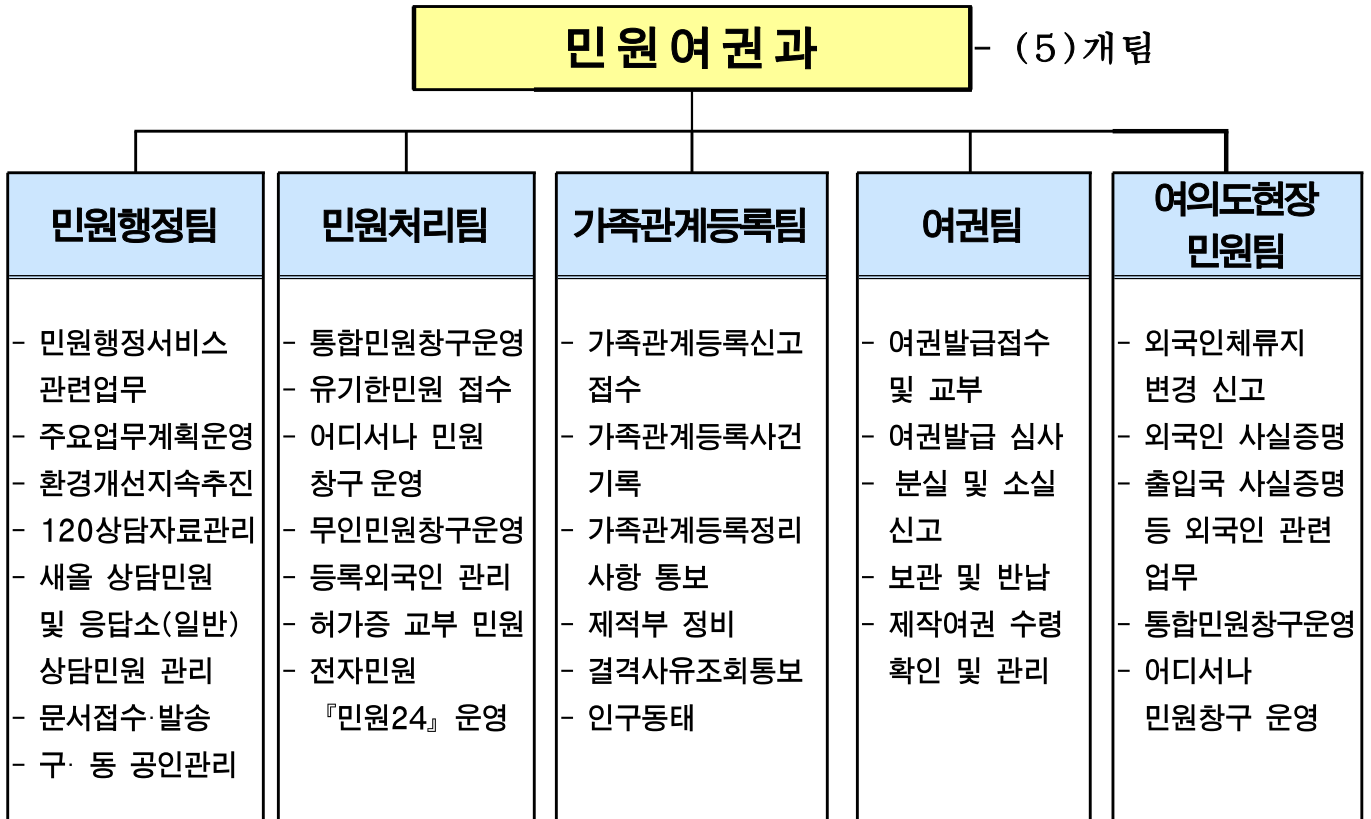 민원여권과 - (5)개팀
민원행정팀
- 민원행정서비스
관련업무
- 주요업무계획운영
- 환경개선지속추진
- 120상담자료관리
- 새올 상담민원
및 응답소(일반)
상담민원 관리
- 문서접수·발송
- 구· 동 공인관리
민원처리팀
- 통합민원창구운영
- 유기한민원 접수
- 어디서나 민원
창구 운영
- 무인민원창구운영
- 등록외국인 관리
- 허가증 교부 민원
- 전자민원
『민원24』 운영
가족관계등록팀
- 가족관계등록신고
접수
- 가족관계등록사건
기록
- 가족관계등록정리
사항 통보
- 제적부 정비
- 결격사유조회통보
- 인구동태
여권팀
- 여권발급접수
및 교부
- 여권발급 심사
- 분실 및 소실
신고
- 보관 및 반납
- 제작여권 수령
확인 및 관리
여의도현장
민원팀
- 외국인체류지
변경 신고
- 외국인 사실증명
- 출입국 사실증명
등 외국인 관련
업무
- 통합민원창구운영
- 어디서나
민원창구 운영